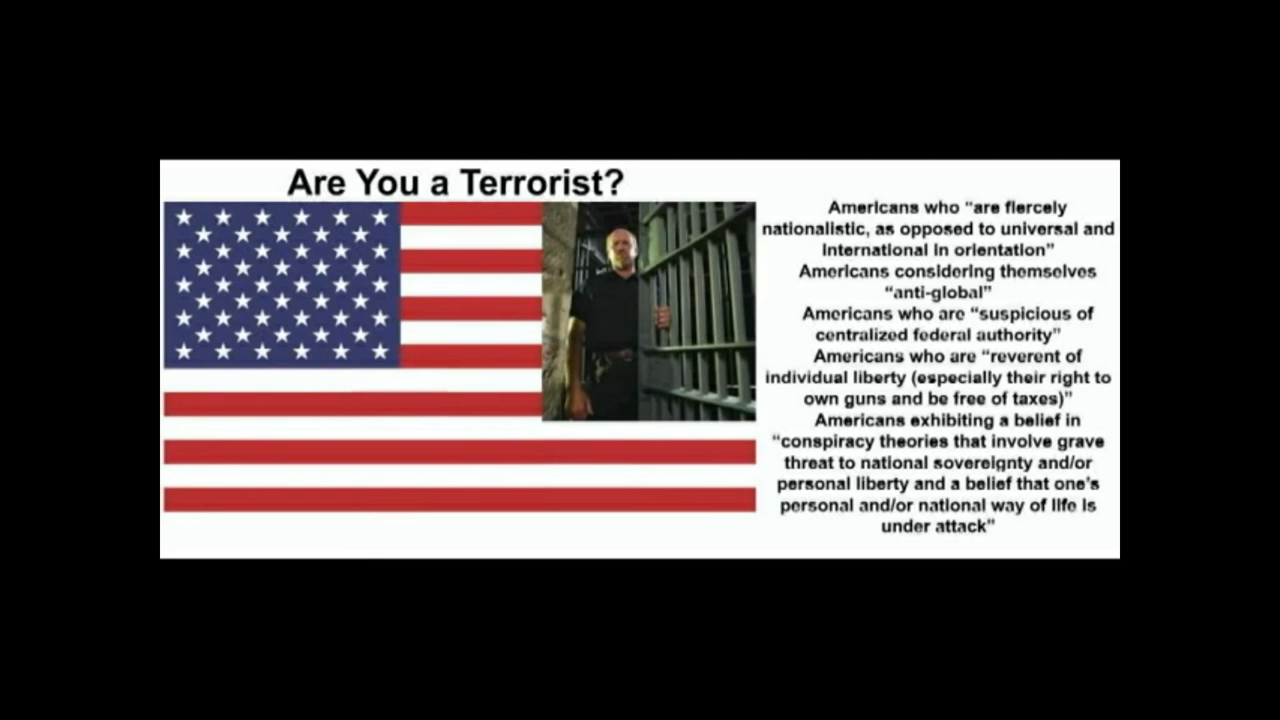 Are You a Terrorist?
Americans who “are fiercely
nationalistic, as opposed to universal and
international in orientation”
Americans considering themselves
“anti-global”
Americans who are “suspicious of
centralized federal authority”
Americans who are “reverent of
individual liberty (especially their right to
own guns and be free of taxes)”
Americans exhibiting a belief in
“conspiracy theories that involve grave
threat to national sovereignty and/or
personal liberty and a belief that one’s
personal and/or national way of life is
under attack”